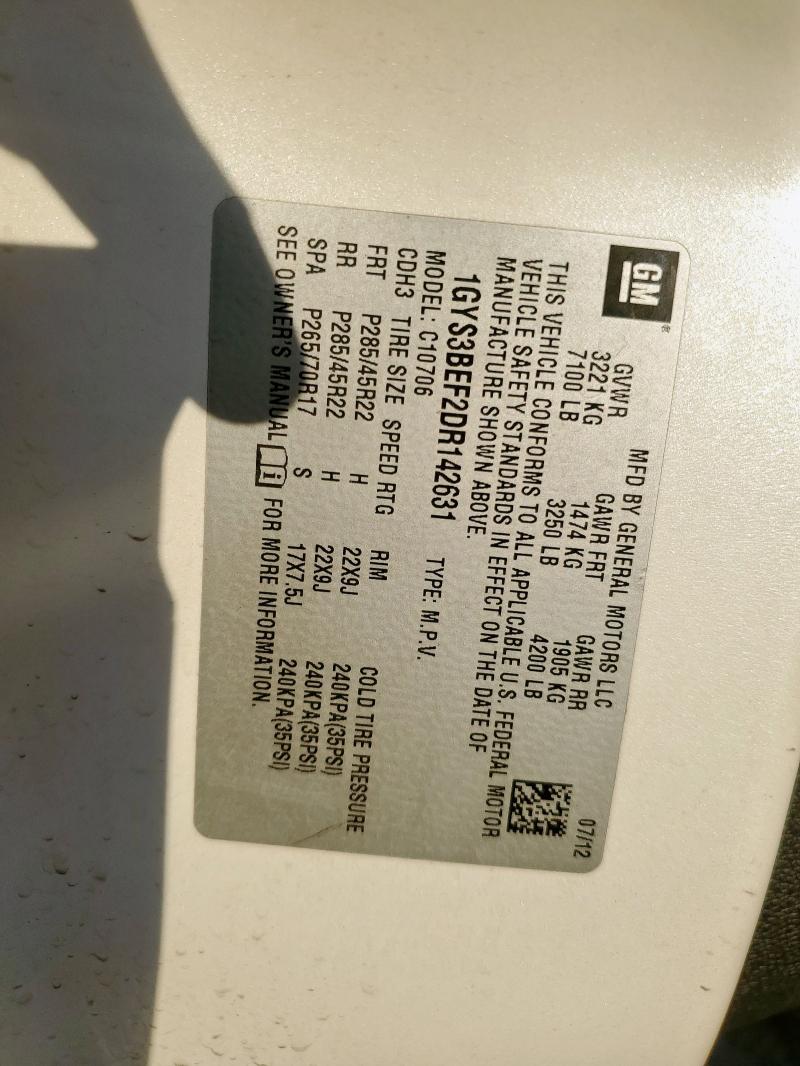 GM®
MFD BY GENERAL MOTORS LLC 07/12
GVWR GAWR FRT GAWR RR
3221 KG 1474 KG 1905 KG
7100 LB 3250 LB 4200 LB
THIS VEHICLE CONFORMS TO ALL APPLICABLE U.S. FEDERAL MOTOR
VEHICLE SAFETY STANDARDS IN EFFECT ON THE DATE OF
MANUFACTURE SHOWN ABOVE.
1GYS3BEF2DR142631 TYPE: M.P.V.
MODEL: C10706
CDH3 TIRE SIZE SPEED RTG RIM COLD TIRE PRESSURE
FRT P285/45R22 H 22X9J 240KPA(35PSI)
RR P285/45R22 H 22X9J 240KPA(35PSI)
SPA P265/70R17 S 17X7.5J 240KPA(35PSI)
SEE OWNER'S MANUAL i FOR MORE INFORMATION.